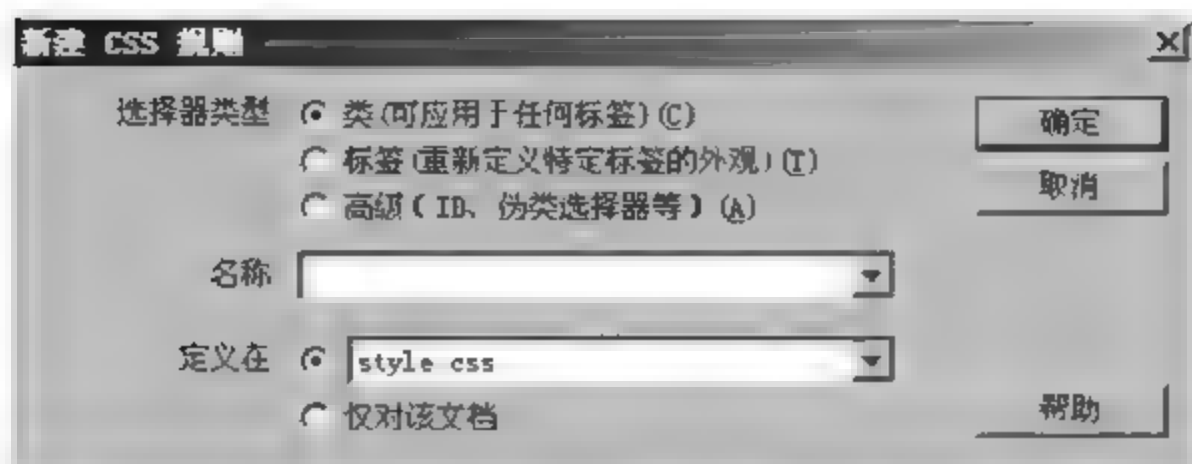 新建 CSS 规则
选择器类型 类(可应用于任何标签)(C)
标签(重新定义特定标签的外观)(T)
高级(ID、伪类选择器等)(A)
确定
取消
名称
定义在 style css
仅对该文档
帮助